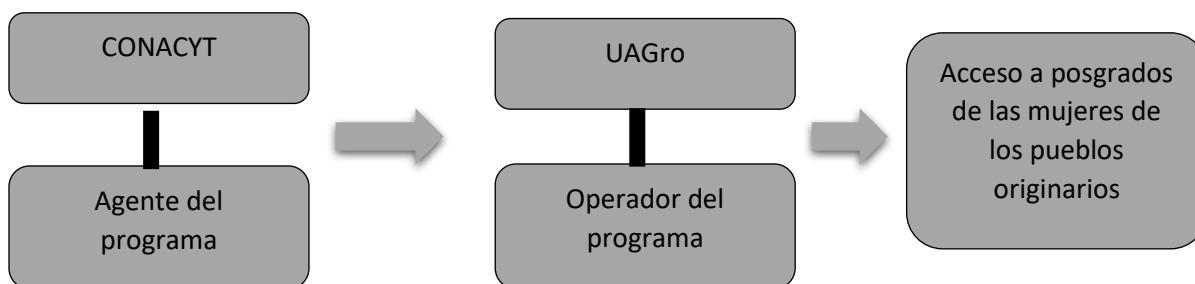 CONACYT
Agente del
programa
UAGro
Operador del
programa
Acceso a posgrados
de las mujeres de
los pueblos
originarios